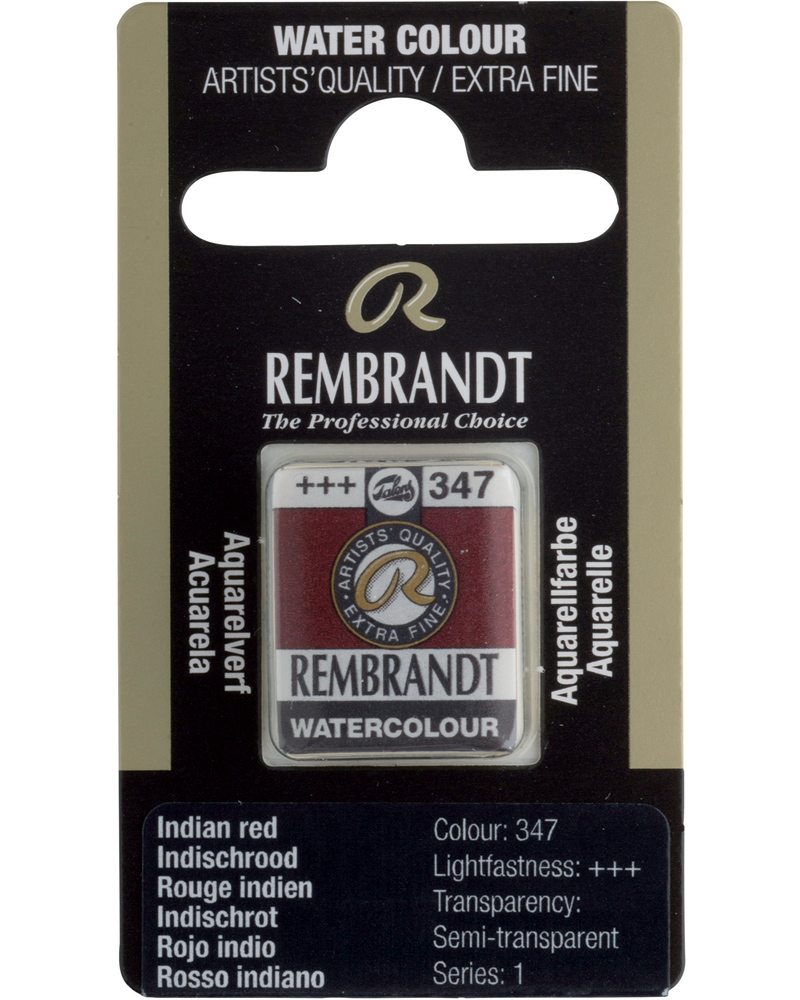 WATER COLOUR
ARTISTS' QUALITY / EXTRA FINE
R
REMBRANDT
The Professional Choice
+++ Talens 347
ARTISTS' QUALITY
R
EXTRA FINE
REMBRANDT
WATERCOLOUR
Aquarelverf
Acuarela
Aquarellfarbe
Aquarelle
Indian red
Indischrood
Rouge indien
Indischrot
Rojo indio
Rosso indiano
Colour: 347
Lightfastness: +++
Transparency:
Semi-transparent
Series: 1